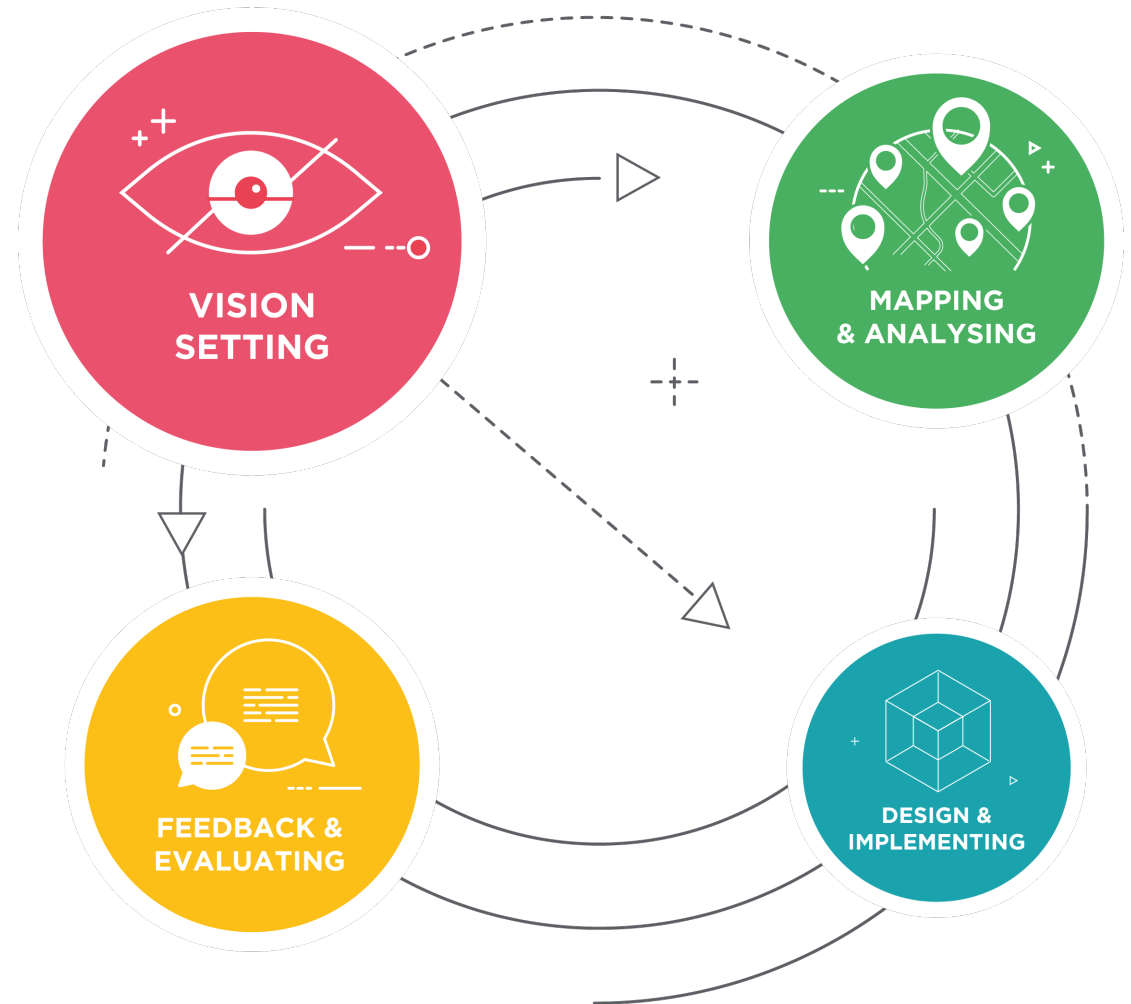 VISION
SETTING
MAPPING
& ANALYSING
FEEDBACK &
EVALUATING
DESIGN &
IMPLEMENTING